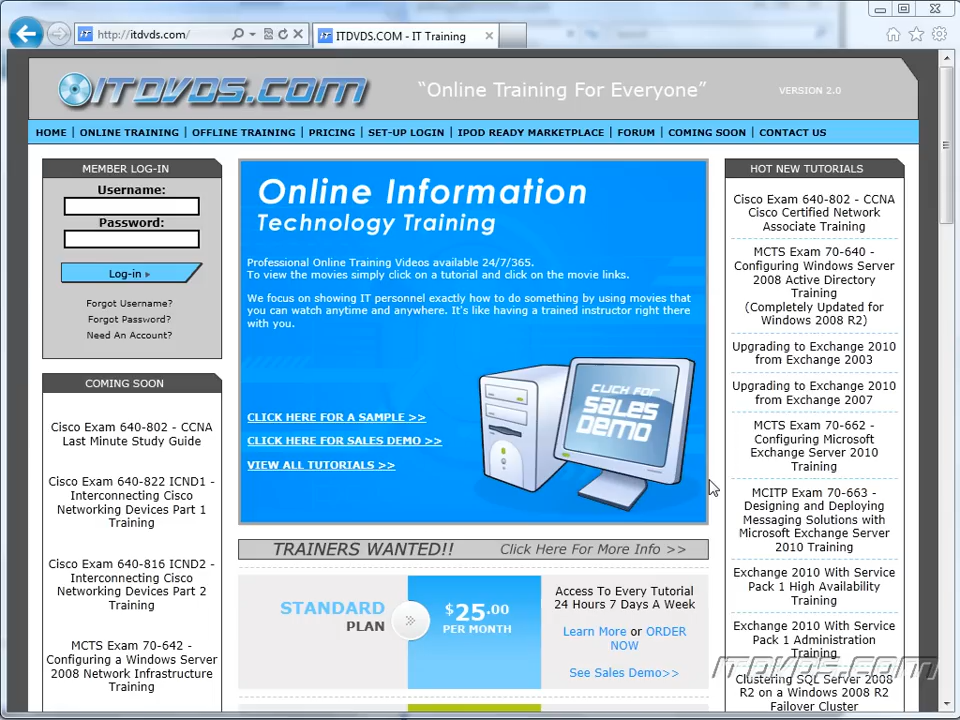 http://itdvds.com/
ITDVDS.COM - IT Training
ITDVDS.COM
“Online Training For Everyone”
VERSION 2.0
HOME | ONLINE TRAINING | OFFLINE TRAINING | PRICING | SET-UP LOGIN | IPOD READY MARKETPLACE | FORUM | COMING SOON | CONTACT US
MEMBER LOG-IN
Username:
Password:
Log-in
Forgot Username?
Forgot Password?
Need An Account?
COMING SOON
Cisco Exam 640-802 - CCNA
Last Minute Study Guide
Cisco Exam 640-822 ICND1 -
Interconnecting Cisco
Networking Devices Part 1
Training
Cisco Exam 640-816 ICND2 -
Interconnecting Cisco
Networking Devices Part 2
Training
MCTS Exam 70-642 -
Configuring a Windows Server
2008 Network Infrastructure
Training
Online Information
Technology Training
Professional Online Training Videos available 24/7/365.
To view the movies simply click on a tutorial and click on the movie links.
We focus on showing IT personnel exactly how to do something by using movies that
you can watch anytime and anywhere. It's like having a trained instructor right there
with you.
CLICK HERE FOR A SAMPLE >>
CLICK HERE FOR SALES DEMO >>
VIEW ALL TUTORIALS >>
CLICK FOR
SALES
DEMO
TRAINERS WANTED!! Click Here For More Info >>
STANDARD
PLAN
$25.00
PER MONTH
Access To Every Tutorial
24 Hours 7 Days A Week
Learn More or ORDER
NOW
See Sales Demo>>
HOT NEW TUTORIALS
Cisco Exam 640-802 - CCNA
Cisco Certified Network
Associate Training
MCTS Exam 70-640 -
Configuring Windows Server
2008 Active Directory
Training
(Completely Updated for
Windows 2008 R2)
Upgrading to Exchange 2010
from Exchange 2003
Upgrading to Exchange 2010
from Exchange 2007
MCTS Exam 70-662 -
Configuring Microsoft
Exchange Server 2010
Training
MCITP Exam 70-663 -
Designing and Deploying
Messaging Solutions with
Microsoft Exchange Server
2010 Training
Exchange 2010 With Service
Pack 1 High Availability
Training
Exchange 2010 With Service
Pack 1 Administration
Training
Clustering SQL Server 2008
R2 on a Windows 2008 R2
Failover Cluster
ITDVDS.COM